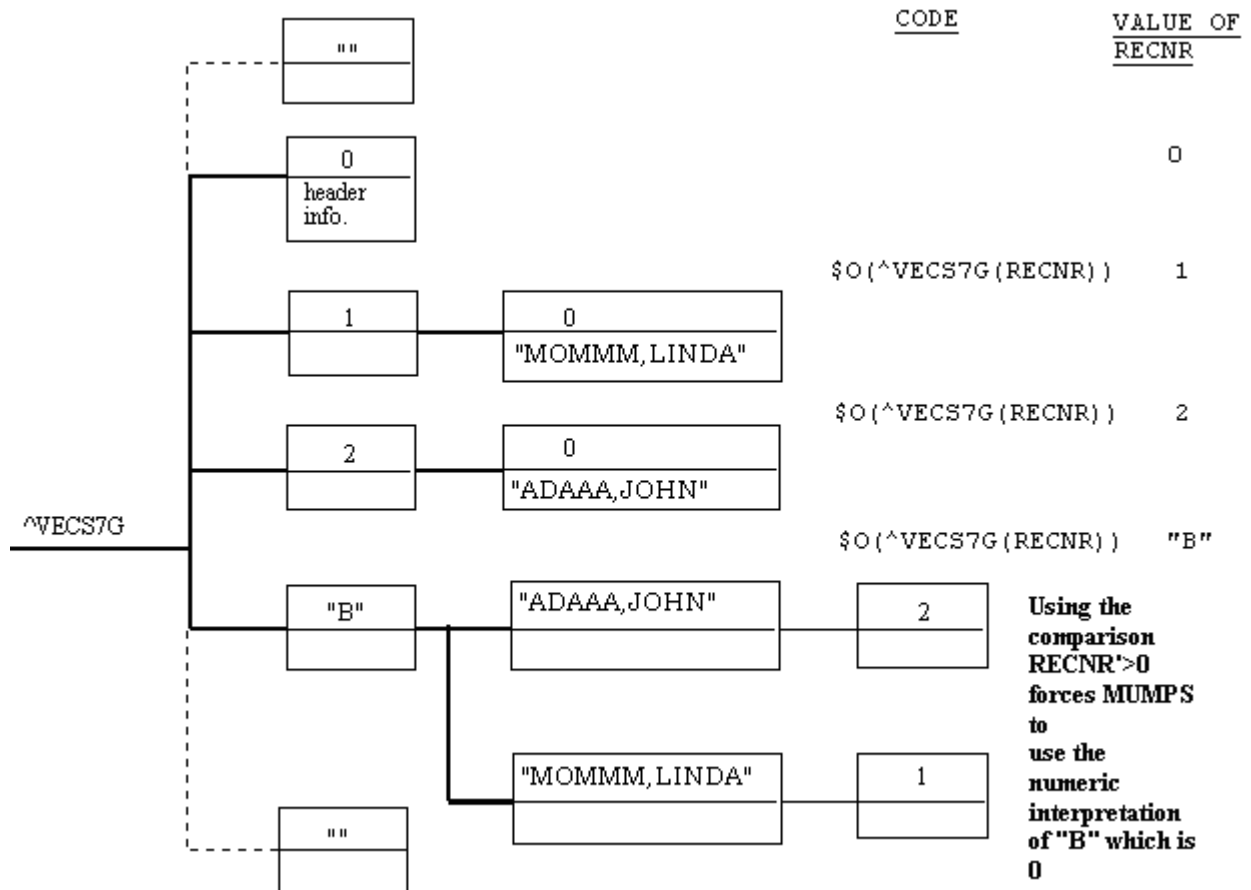 CODE
VALUE OF
RECNR
""
0
0
header
info.
$O(^VECS7G(RECNR)) 1
1
0
"MOMMM,LINDA"
$O(^VECS7G(RECNR)) 2
2
0
"ADAAA,JOHN"
^VECS7G
$O(^VECS7G(RECNR)) "B"
"B"
"ADAAA,JOHN"
2
Using the
comparison
RECNR'>0
forces MUMPS
to
use the
numeric
interpretation
of "B" which is
0
"MOMMM,LINDA"
1
""